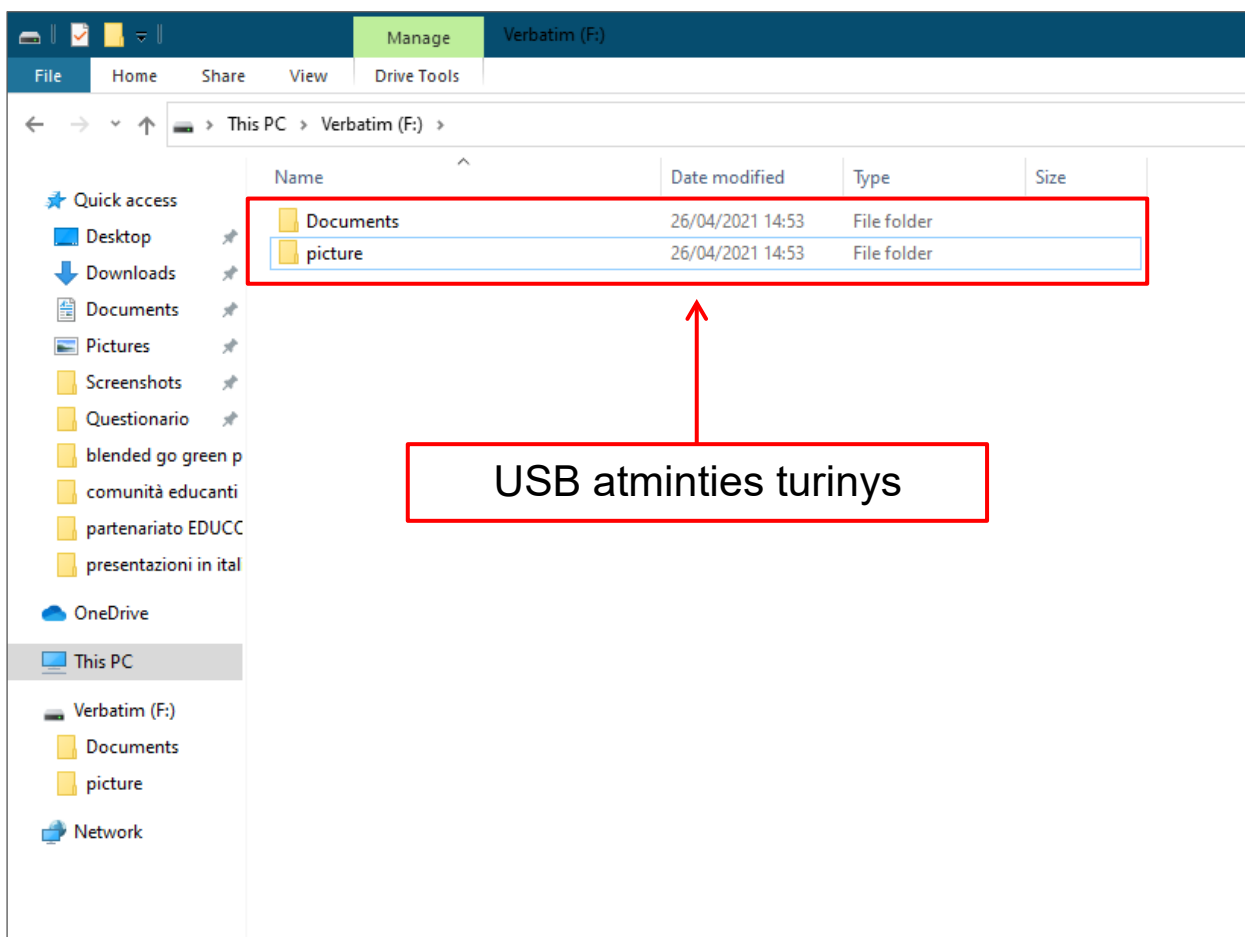 Manage Verbatim (F:)
File Home Share View Drive Tools
This PC > Verbatim (F:) >
Name Date modified Type Size
Documents 26/04/2021 14:53 File folder
picture 26/04/2021 14:53 File folder
USB atminties turinys
Quick access
Desktop
Downloads
Documents
Pictures
Screenshots
Questionario
blended go green p
comunità educanti
partenariato EDUCC
presentazioni in ital
OneDrive
This PC
Verbatim (F:)
Documents
picture
Network